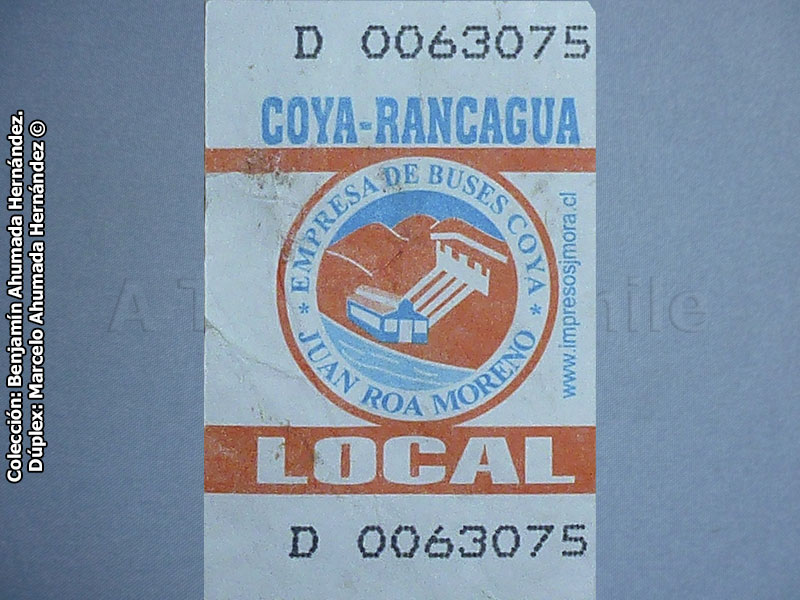 D 0063075
COYA-RANCAGUA
* EMPRESA DE BUSES COYA *
JUAN ROA MORENO
www.impresosjmora.cl
LOCAL
D 0063075
Colección: Benjamín Ahumada Hernández.
Dúplex: Marcelo Ahumada Hernández ©